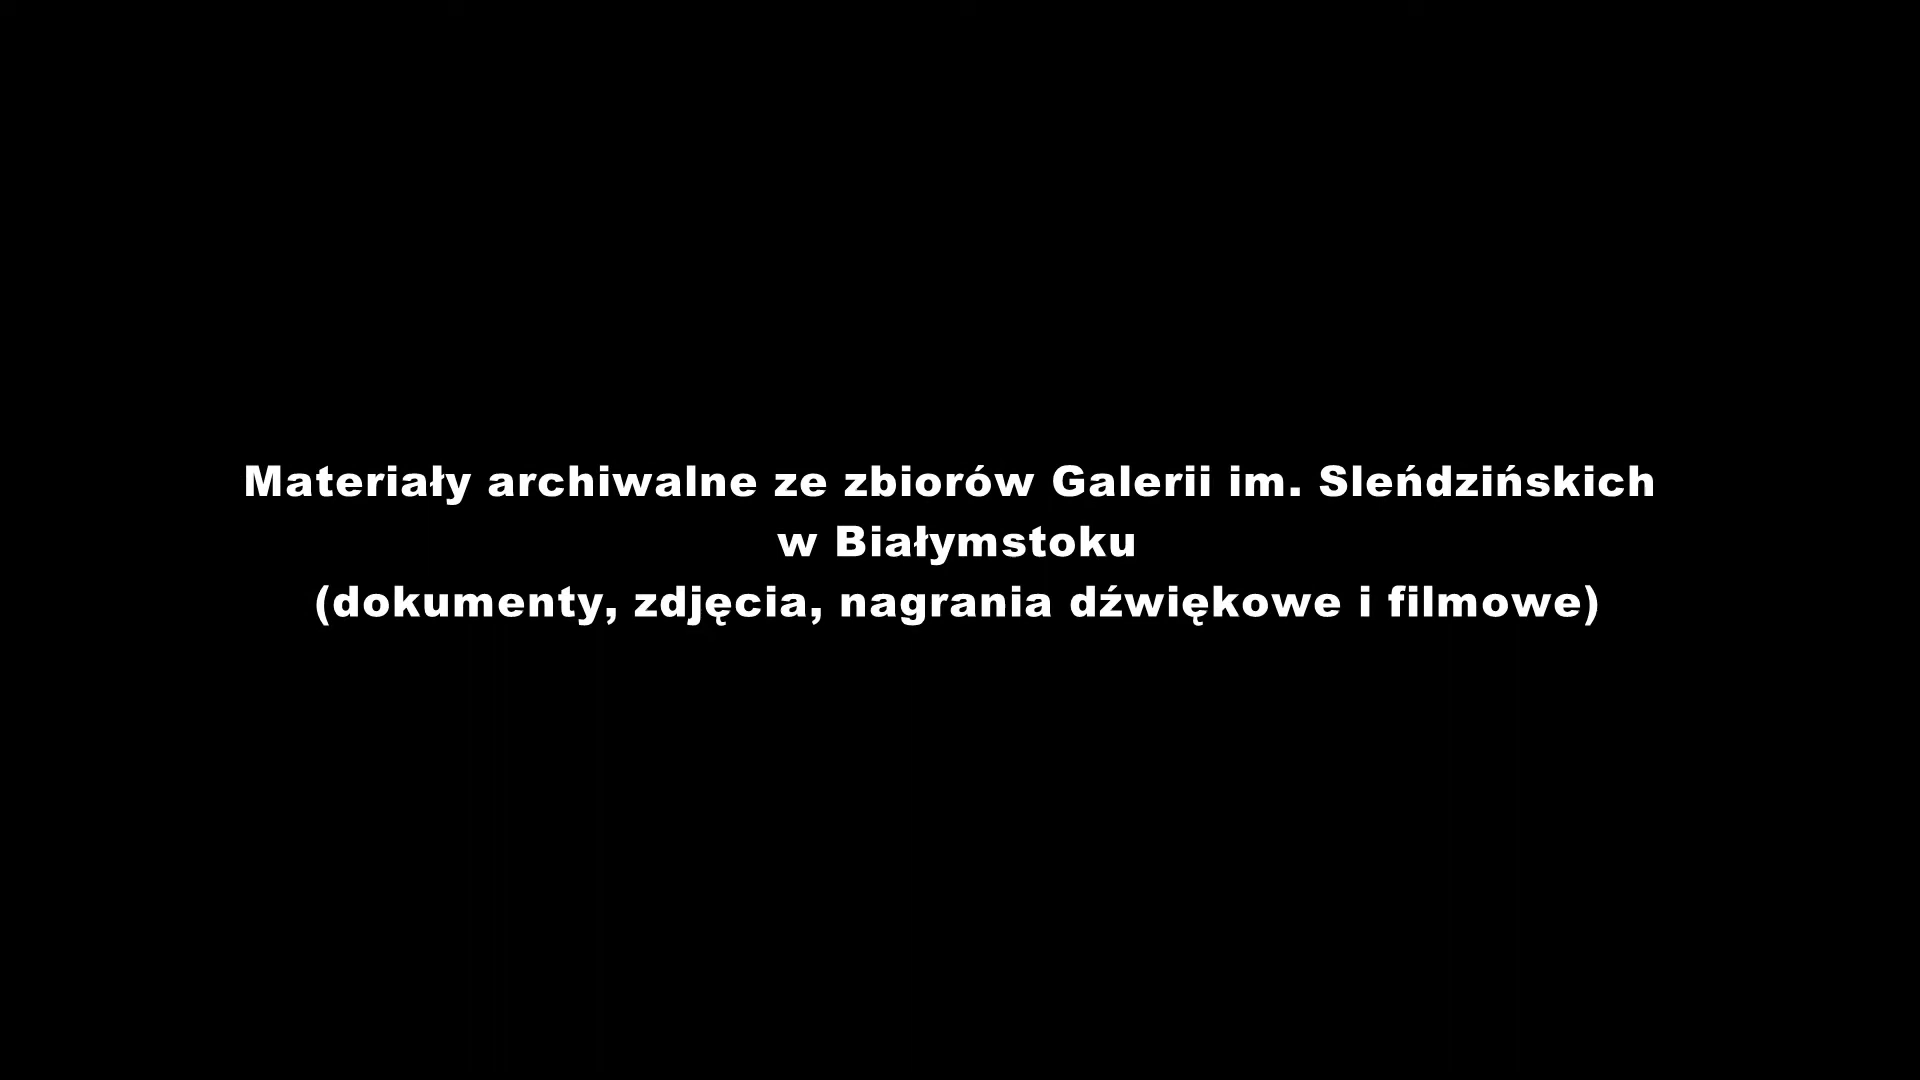 Materiały archiwalne ze zbiorów Galerii im. Sleńdzińskich
w Białymstoku
(dokumenty, zdjęcia, nagrania dźwiękowe i filmowe)